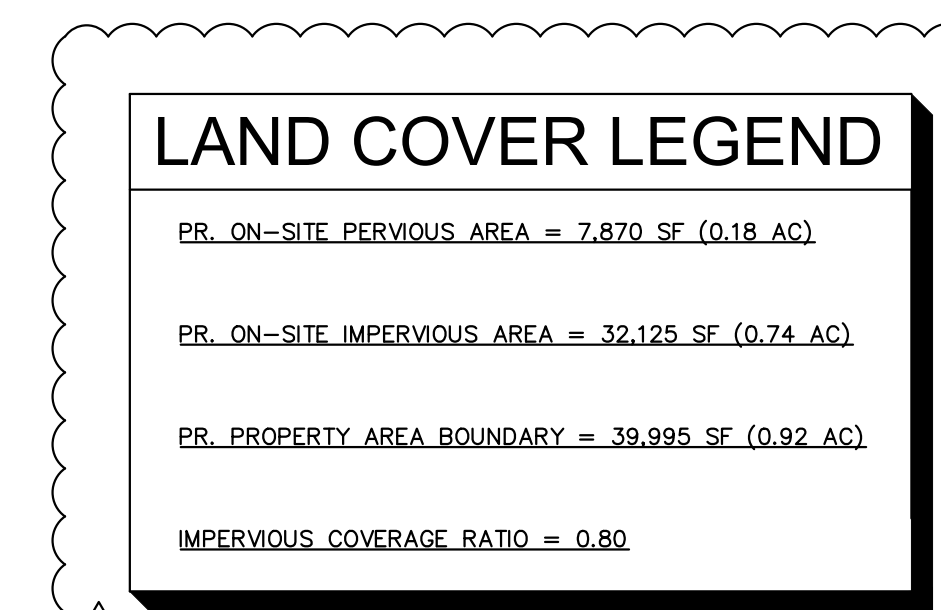 LAND COVER LEGEND
PR. ON-SITE PERVIOUS AREA = 7,870 SF (0.18 AC)
PR. ON-SITE IMPERVIOUS AREA = 32,125 SF (0.74 AC)
PR. PROPERTY AREA BOUNDARY = 39,995 SF (0.92 AC)
IMPERVIOUS COVERAGE RATIO = 0.80